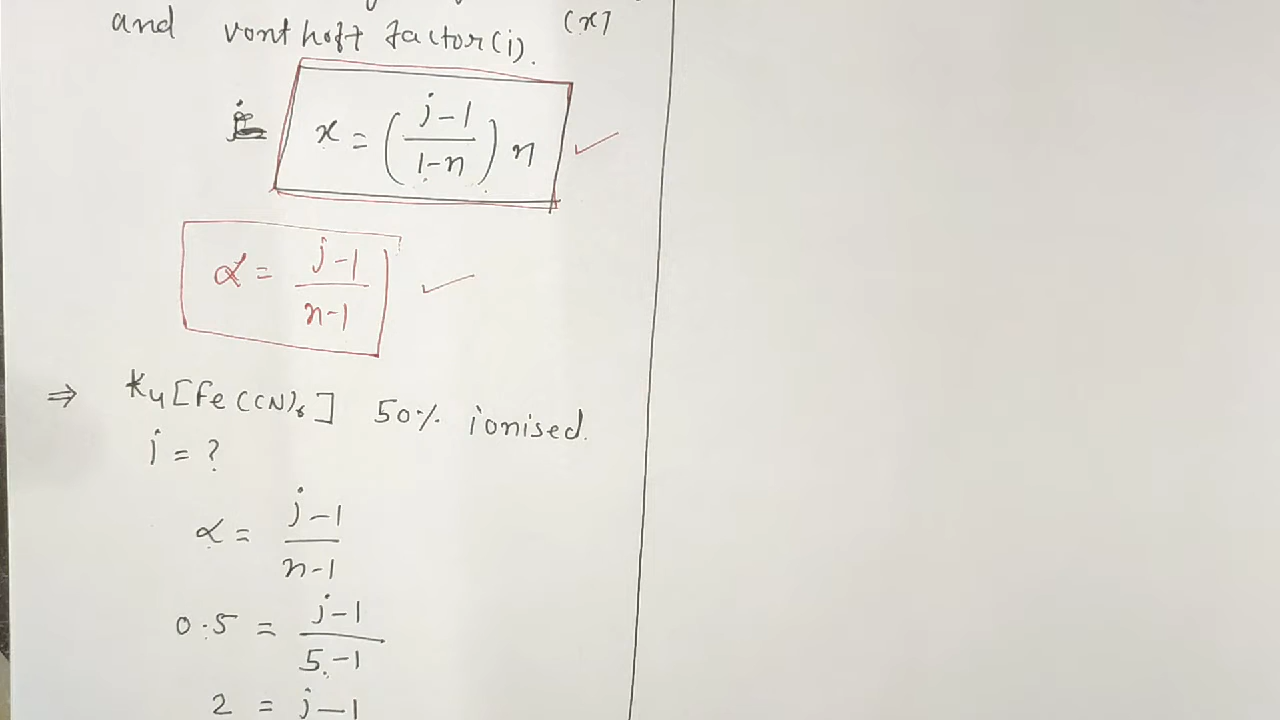 (x)
and vont hoff factor(i).
x = (i-1/1-n) n
α = i-1/n-1
⇒ K4[Fe(CN)6] 50% ionised.
i = ?
α = i-1/n-1
0.5 = i-1/5-1
2 = i-1